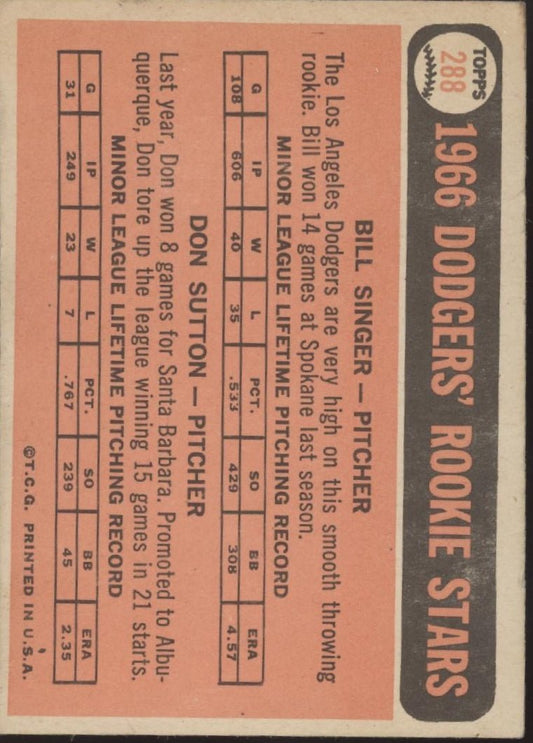 TOPPS
288
1966 DODGERS' ROOKIE STARS
BILL SINGER — PITCHER
The Los Angeles Dodgers are very high on this smooth throwing
rookie. Bill won 14 games at Spokane last season.
MINOR LEAGUE LIFETIME PITCHING RECORD
G IP W L PCT. SO BB ERA
108 606 40 35 .533 429 308 4.57
DON SUTTON — PITCHER
Last year, Don won 8 games for Santa Barbara. Promoted to Albu-
querque, Don tore up the league winning 15 games in 21 starts.
MINOR LEAGUE LIFETIME PITCHING RECORD
G IP W L PCT. SO BB ERA
31 249 23 7 .767 239 45 2.35
©T.C.G. PRINTED IN U.S.A.